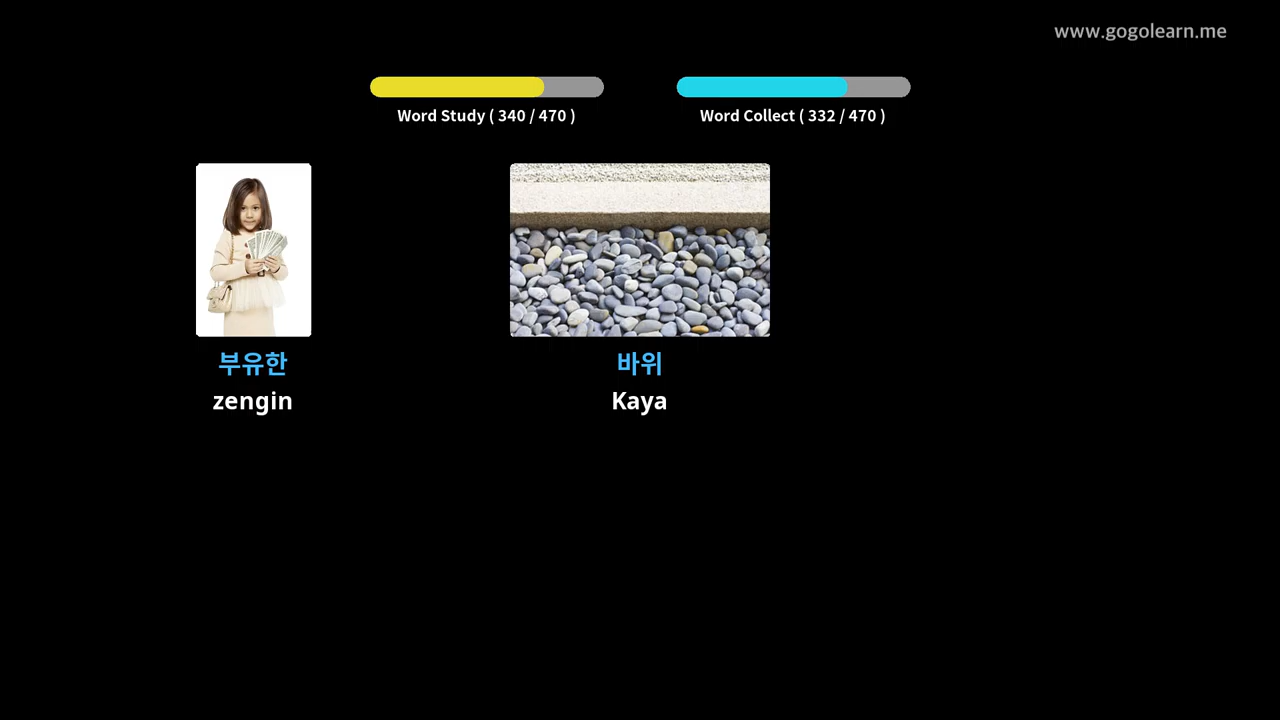 www.gogolearn.me
Word Study ( 340 / 470 )
Word Collect ( 332 / 470 )
부유한
zengin
바위
Kaya